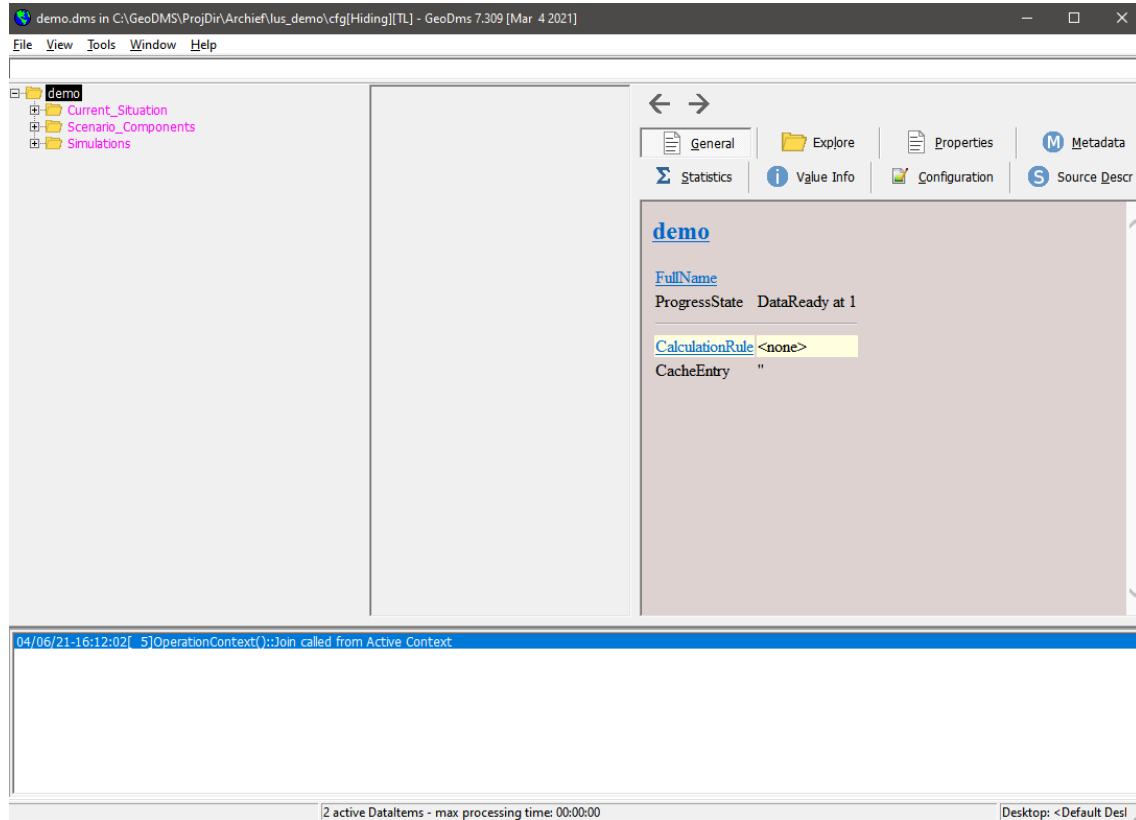 demo.dms in C:\GeoDMS\ProjDir\Archief\lus_demo\cfg[Hiding][TL] - GeoDms 7.309 [Mar 4 2021]
File View Tools Window Help
demo
Current_Situation
Scenario_Components
Simulations
General Explore Properties Metadata
Statistics Value Info Configuration Source Descr
demo
FullName
ProgressState DataReady at 1
CalculationRule <none>
CacheEntry "
04/06/21-16:12:02[ 5]OperationContext()::Join called from Active Context
2 active DataItems - max processing time: 00:00:00 Desktop: <Default Desl